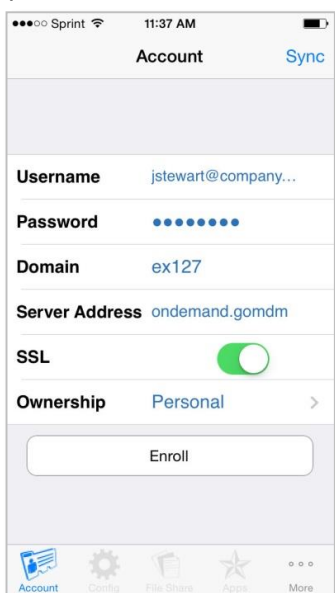 ●●●○○ Sprint 11:37 AM
Account Sync
Username jstewart@company...
Password ●●●●●●●●
Domain ex127
Server Address ondemand.gomdm
SSL
Ownership Personal >
Enroll
Account Config File Share Apps More